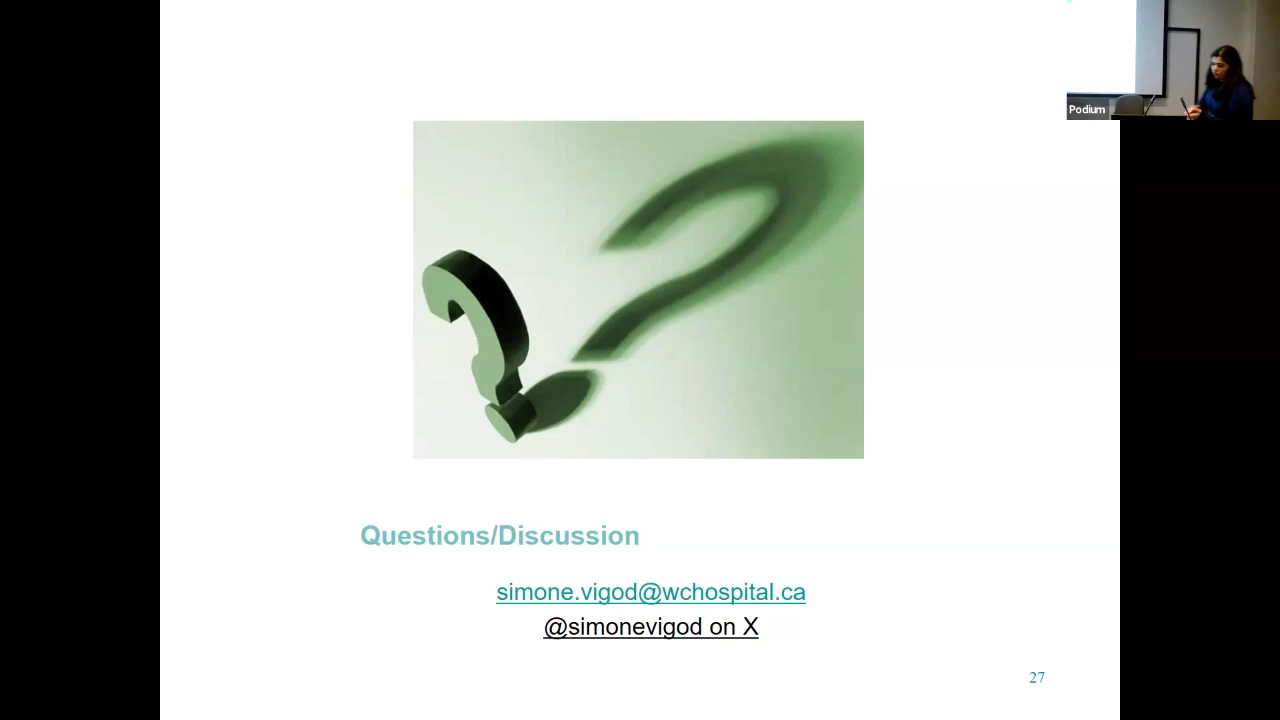 Podium
Questions/Discussion
simone.vigod@wchospital.ca
@simonevigod on X
27